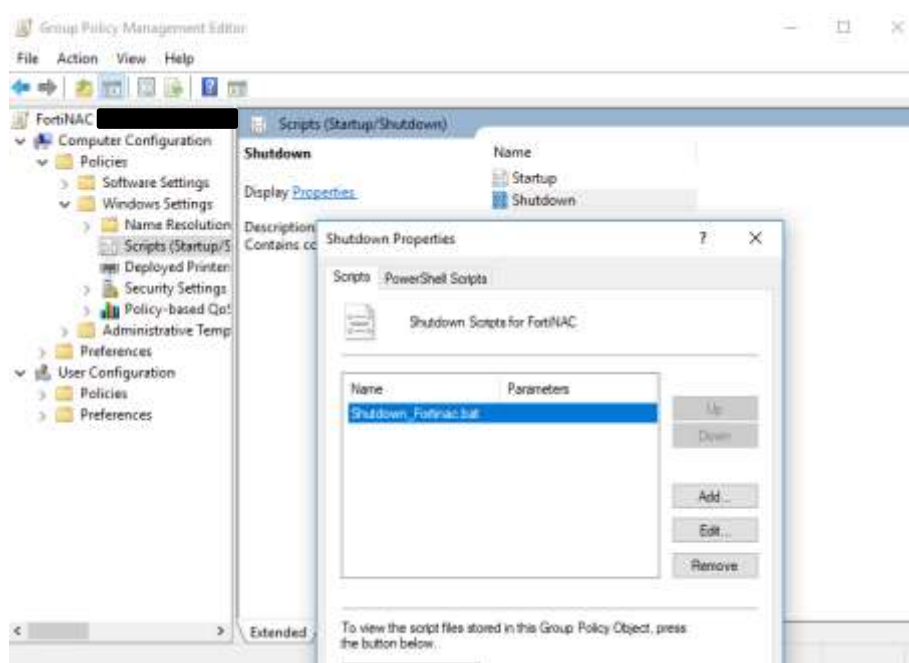 Group Policy Management Editor
File Action View Help
FortiNAC
Computer Configuration
Policies
Software Settings
Windows Settings
Name Resolution
Scripts (Startup/S
Deployed Printer
Security Settings
Policy-based QoS
Administrative Temp
Preferences
User Configuration
Policies
Preferences
Scripts (Startup/Shutdown)
Shutdown
Display Properties
Description
Contains cc
Name
Startup
Shutdown
Shutdown Properties
? ×
Scripts PowerShell Scripts
Shutdown Scripts for FortiNAC
Name Parameters
Shutdown_Fortinac.bat
Up
Down
Add...
Edit...
Remove
To view the script files stored in this Group Policy Object, press
the button below.
Extended